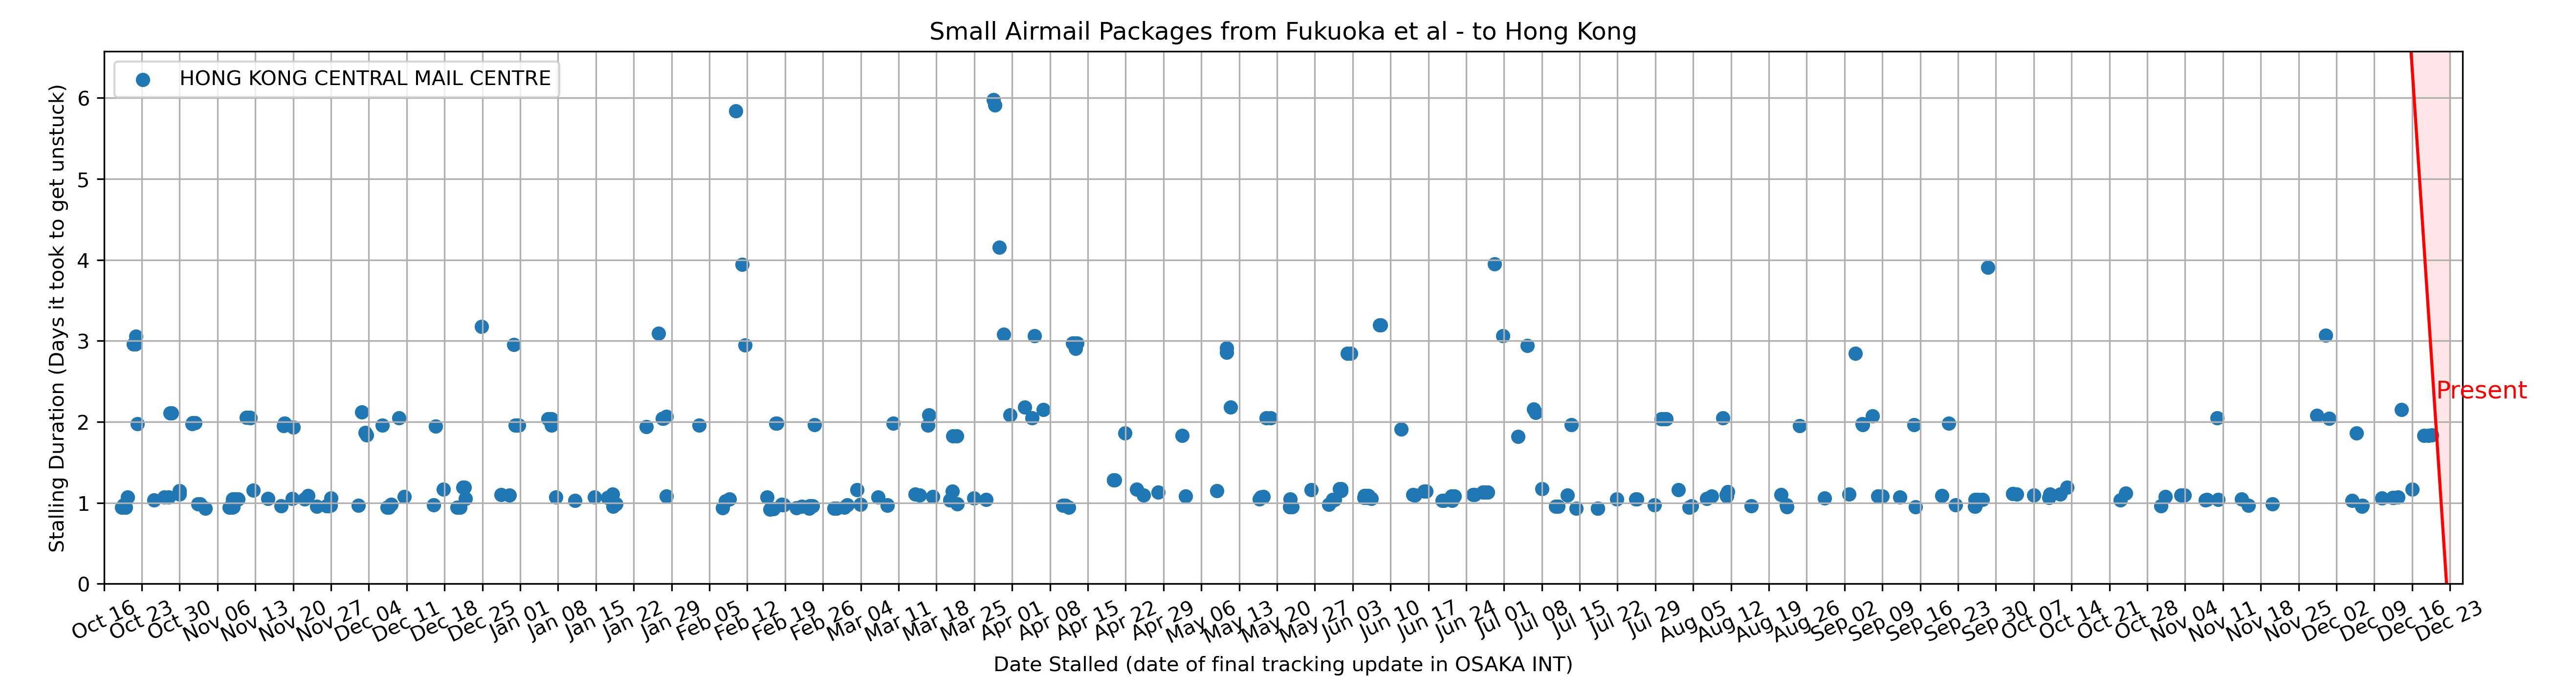 Small Airmail Packages from Fukuoka et al - to Hong Kong
HONG KONG CENTRAL MAIL CENTRE
Stalling Duration (Days it took to get unstuck)
6
5
4
3
2
1
0
Present
Oct 16
Oct 23
Oct 30
Nov 06
Nov 13
Nov 20
Nov 27
Dec 04
Dec 11
Dec 18
Dec 25
Jan 01
Jan 08
Jan 15
Jan 22
Jan 29
Feb 05
Feb 12
Feb 19
Feb 26
Mar 04
Mar 11
Mar 18
Mar 25
Apr 01
Apr 08
Apr 15
Apr 22
Apr 29
May 06
May 13
May 20
May 27
Jun 03
Jun 10
Jun 17
Jun 24
Jul 01
Jul 08
Jul 15
Jul 22
Jul 29
Aug 05
Aug 12
Aug 19
Aug 26
Sep 02
Sep 09
Sep 16
Sep 23
Sep 30
Oct 07
Oct 14
Oct 21
Oct 28
Nov 04
Nov 11
Nov 18
Nov 25
Dec 02
Dec 09
Dec 16
Dec 23
Date Stalled (date of final tracking update in OSAKA INT)